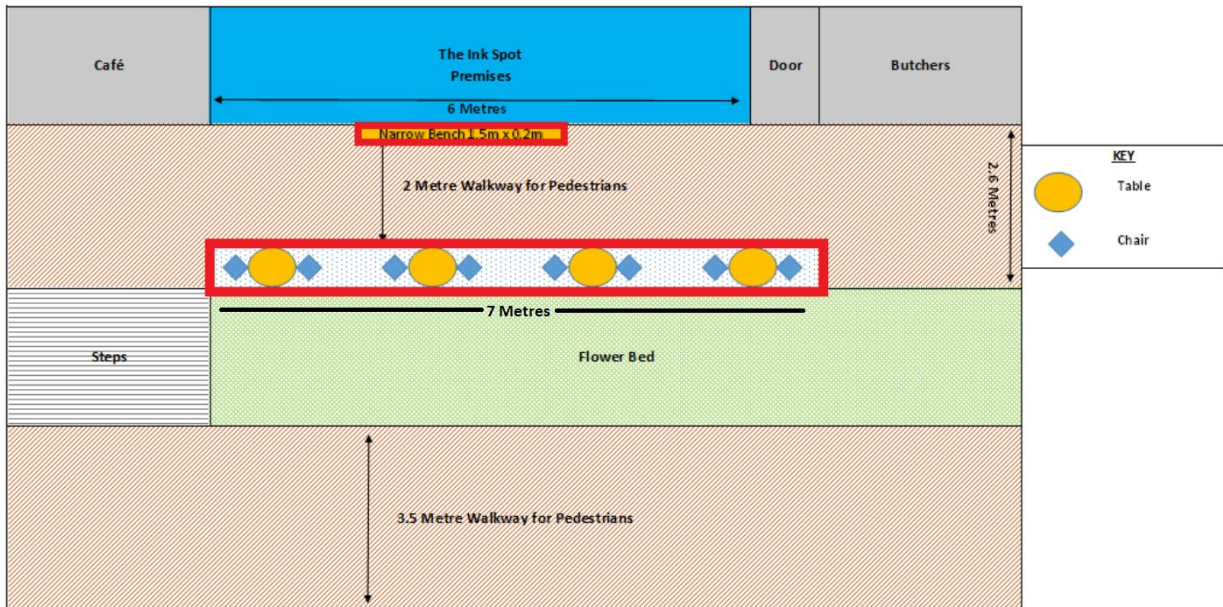 Café
The Ink Spot
Premises
Door
Butchers
6 Metres
Narrow Bench 1.5m x 0.2m
2 Metre Walkway for Pedestrians
2.6 Metres
KEY
Table
Chair
7 Metres
Steps
Flower Bed
3.5 Metre Walkway for Pedestrians